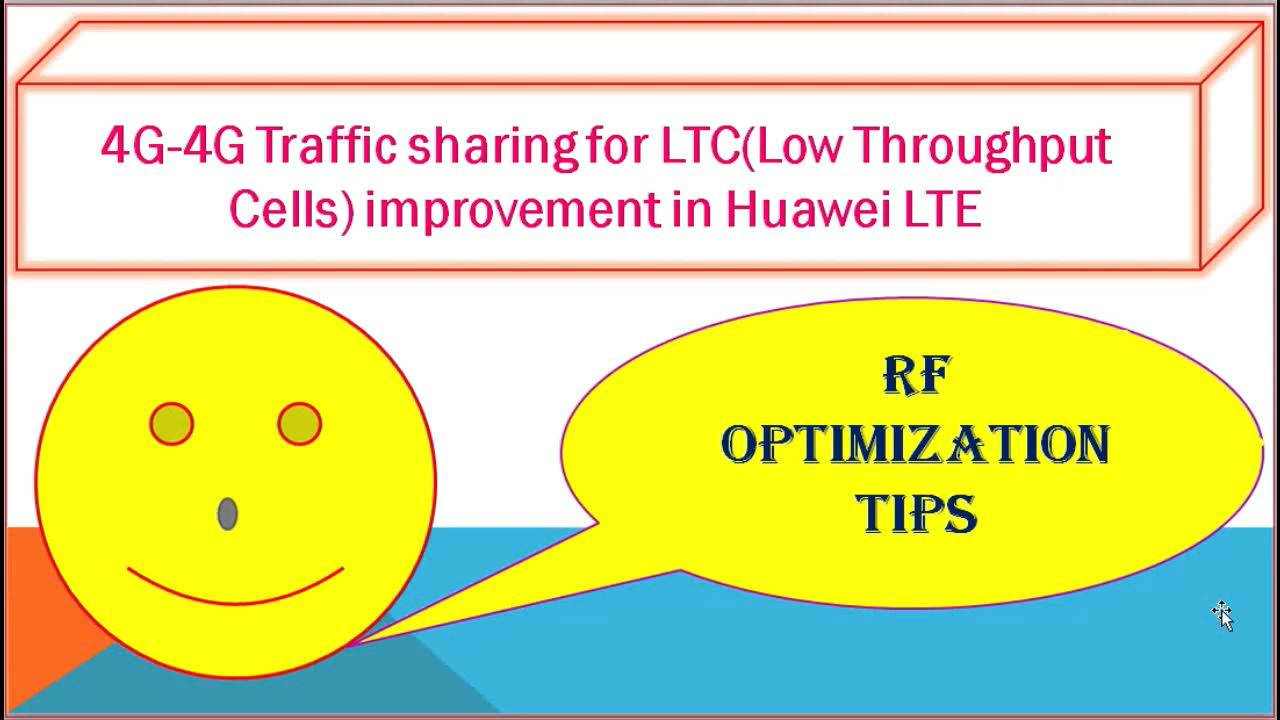 4G-4G Traffic sharing for LTC(Low Throughput
Cells) improvement in Huawei LTE
RF
OPTIMIZATION
TIPS